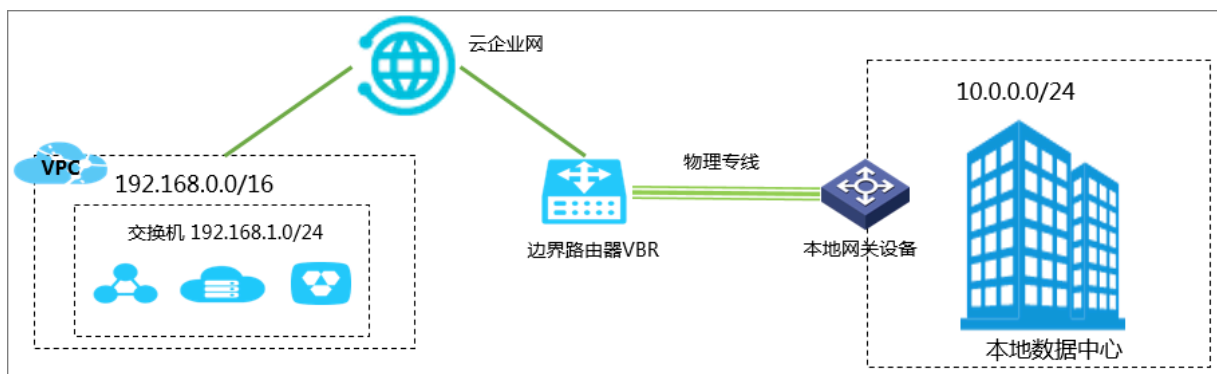 云企业网
10.0.0.0/24
VPC
192.168.0.0/16
物理专线
交换机 192.168.1.0/24
边界路由器VBR
本地网关设备
本地数据中心